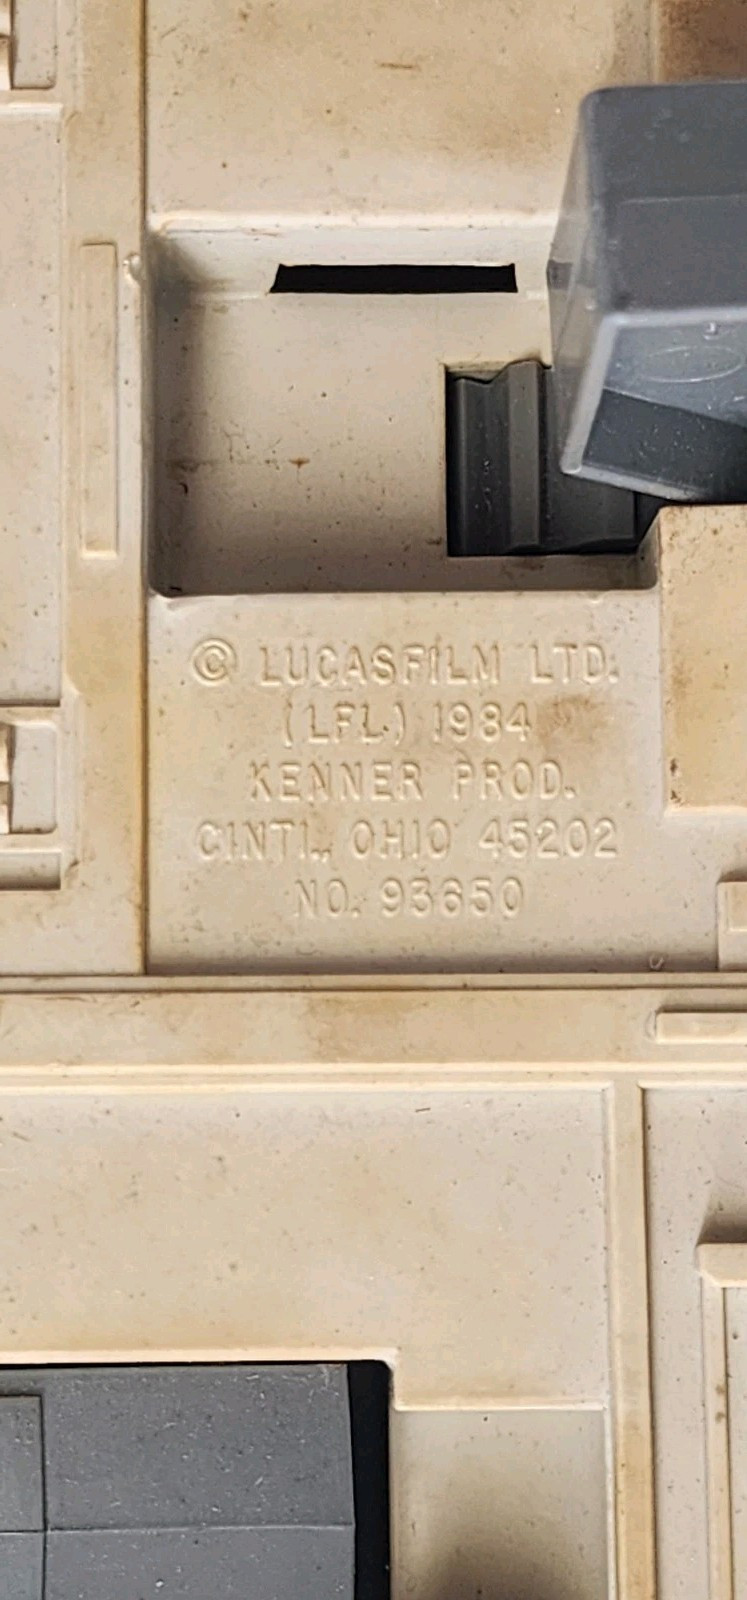 © LUCASFILM LTD.
(LFL) 1984
KENNER PROD.
CINTI., OHIO 45202
NO. 93650